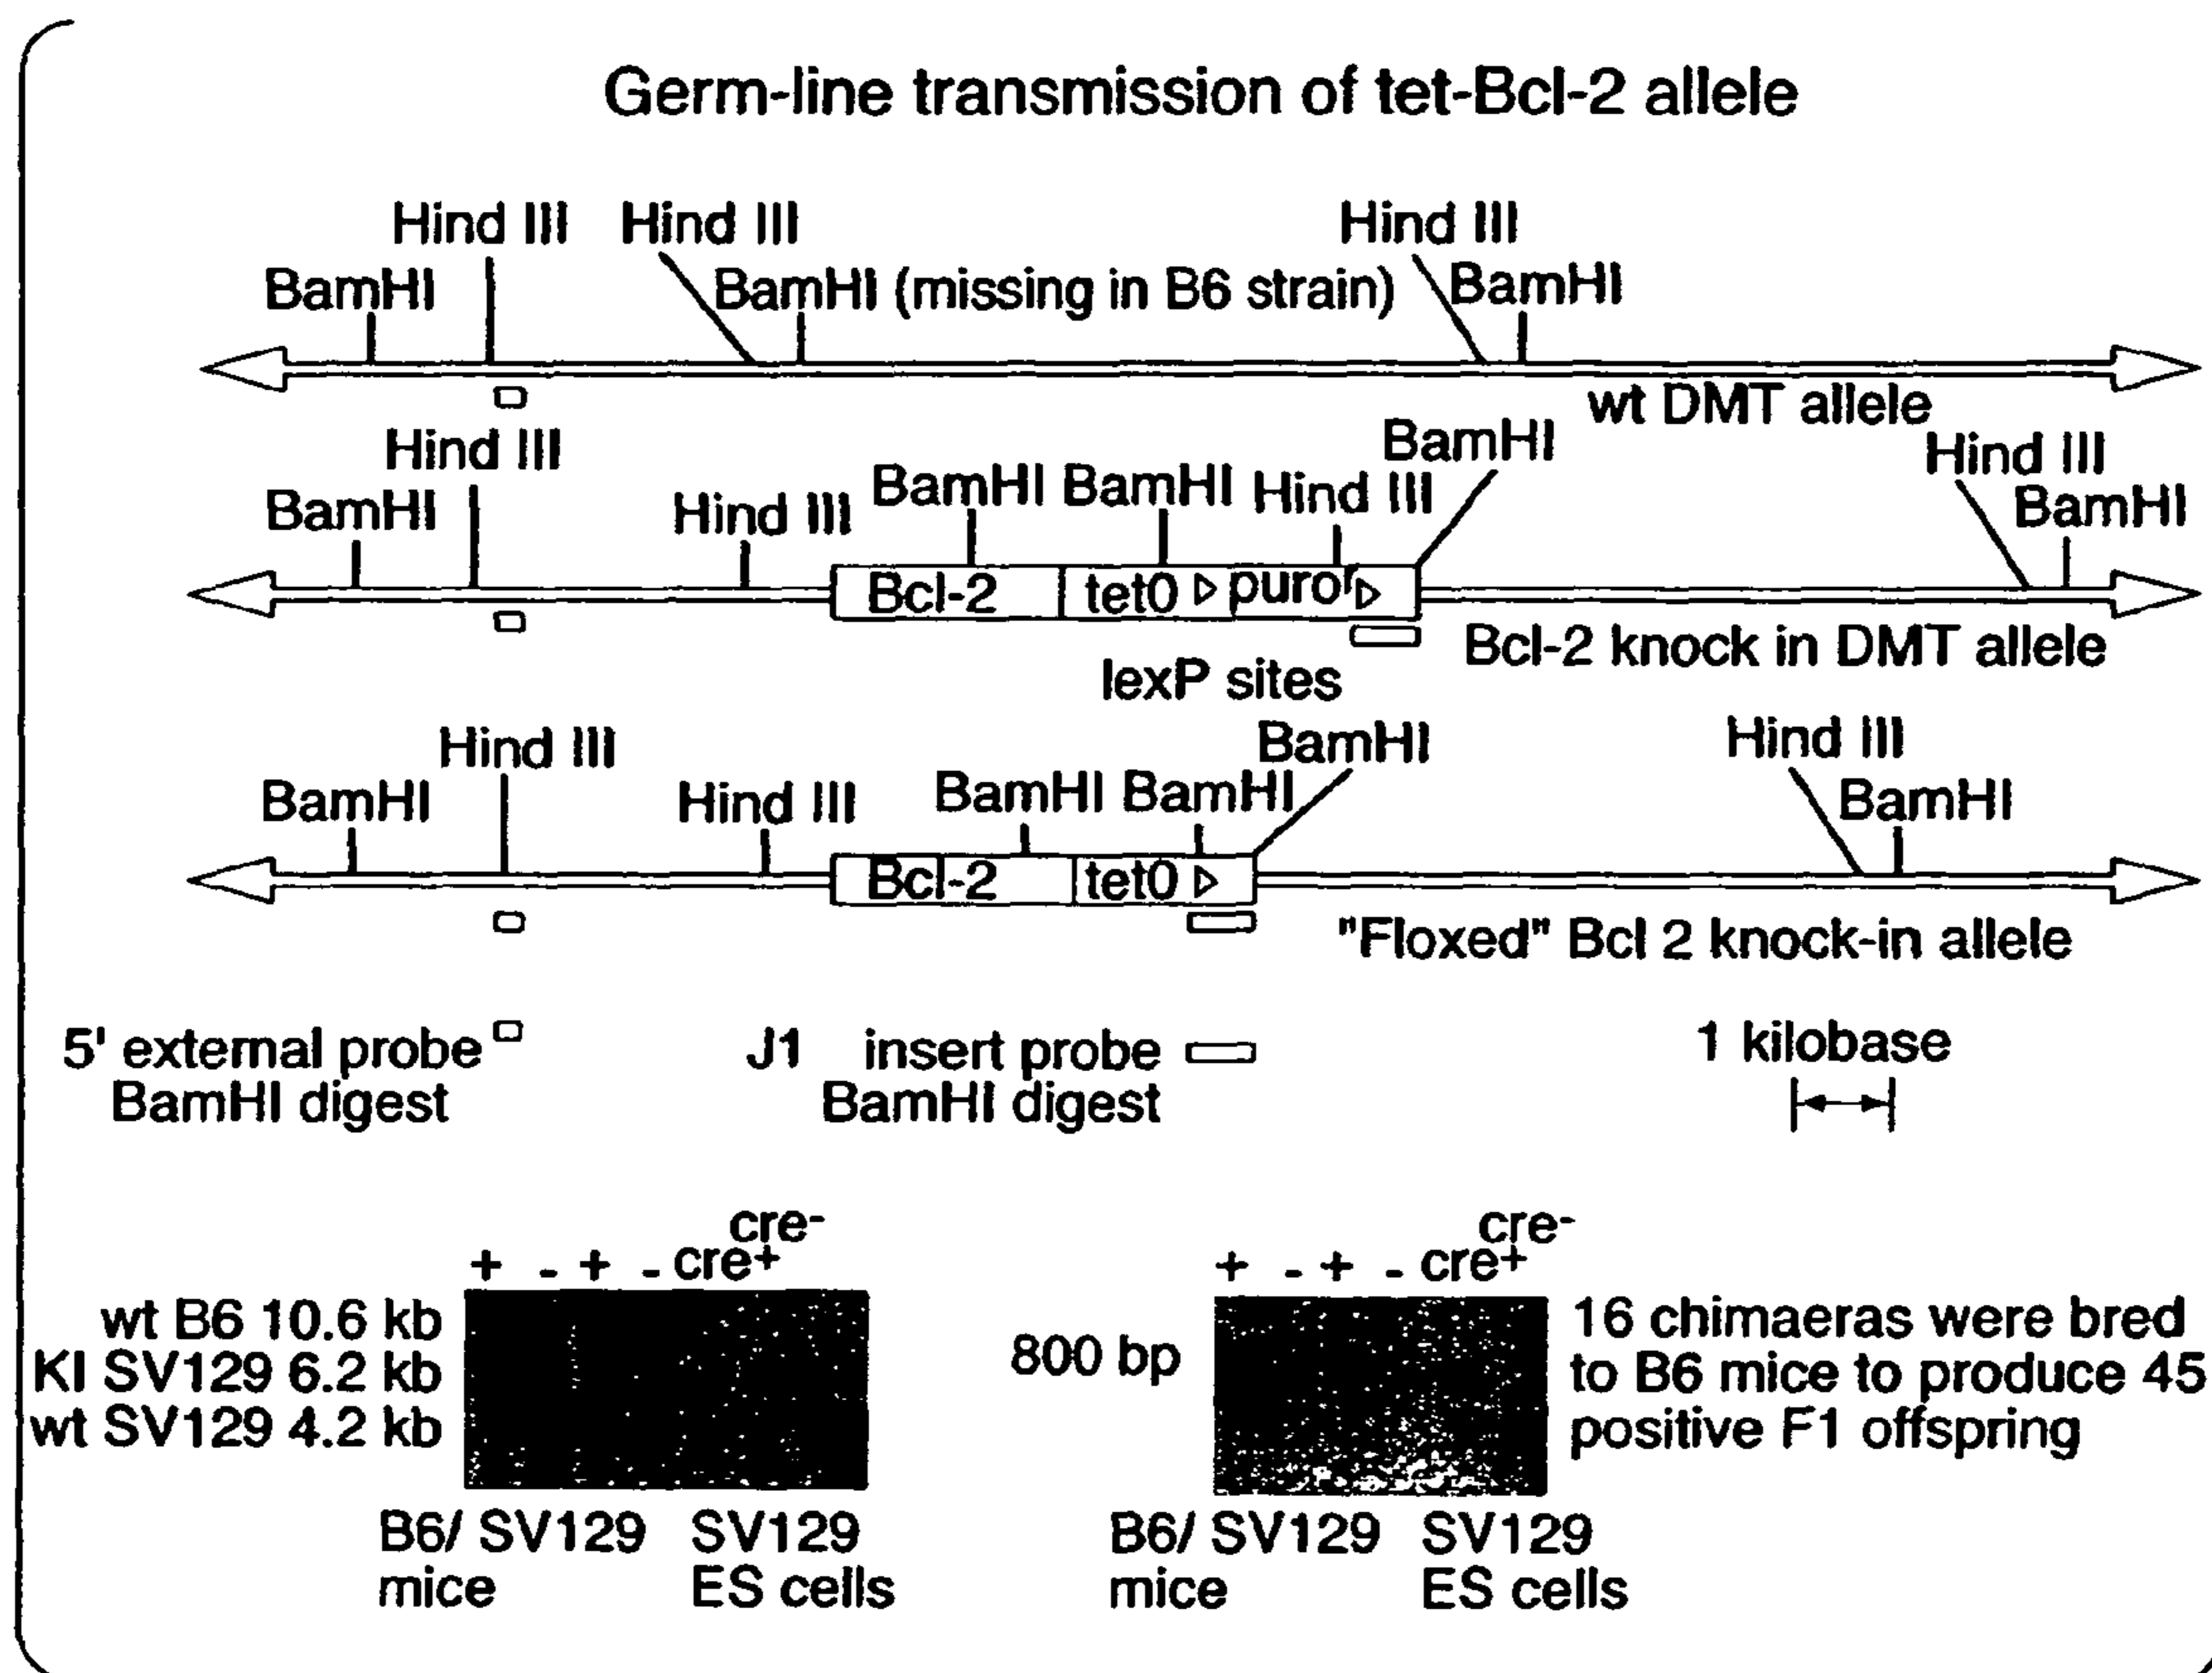 Germ-line transmission of tet-Bcl-2 allele
Hind III Hind III Hind III
BamHI BamHI (missing in B6 strain) BamHI
wt DMT allele
Hind III BamHI Hind III
BamHI Hind III BamHI BamHI Hind III BamHI
Bcl-2 tetO puror
Bcl-2 knock in DMT allele
lexP sites
Hind III BamHI Hind III
BamHI Hind III BamHI BamHI BamHI
Bcl-2 tetO
"Floxed" Bcl 2 knock-in allele
5' external probe J1 insert probe 1 kilobase
BamHI digest BamHI digest
cre- cre-
+ - + - cre+ + - + - cre+
wt B6 10.6 kb
KI SV129 6.2 kb
wt SV129 4.2 kb
800 bp
16 chimaeras were bred
to B6 mice to produce 45
positive F1 offspring
B6/ SV129 SV129 B6/ SV129 SV129
mice ES cells mice ES cells